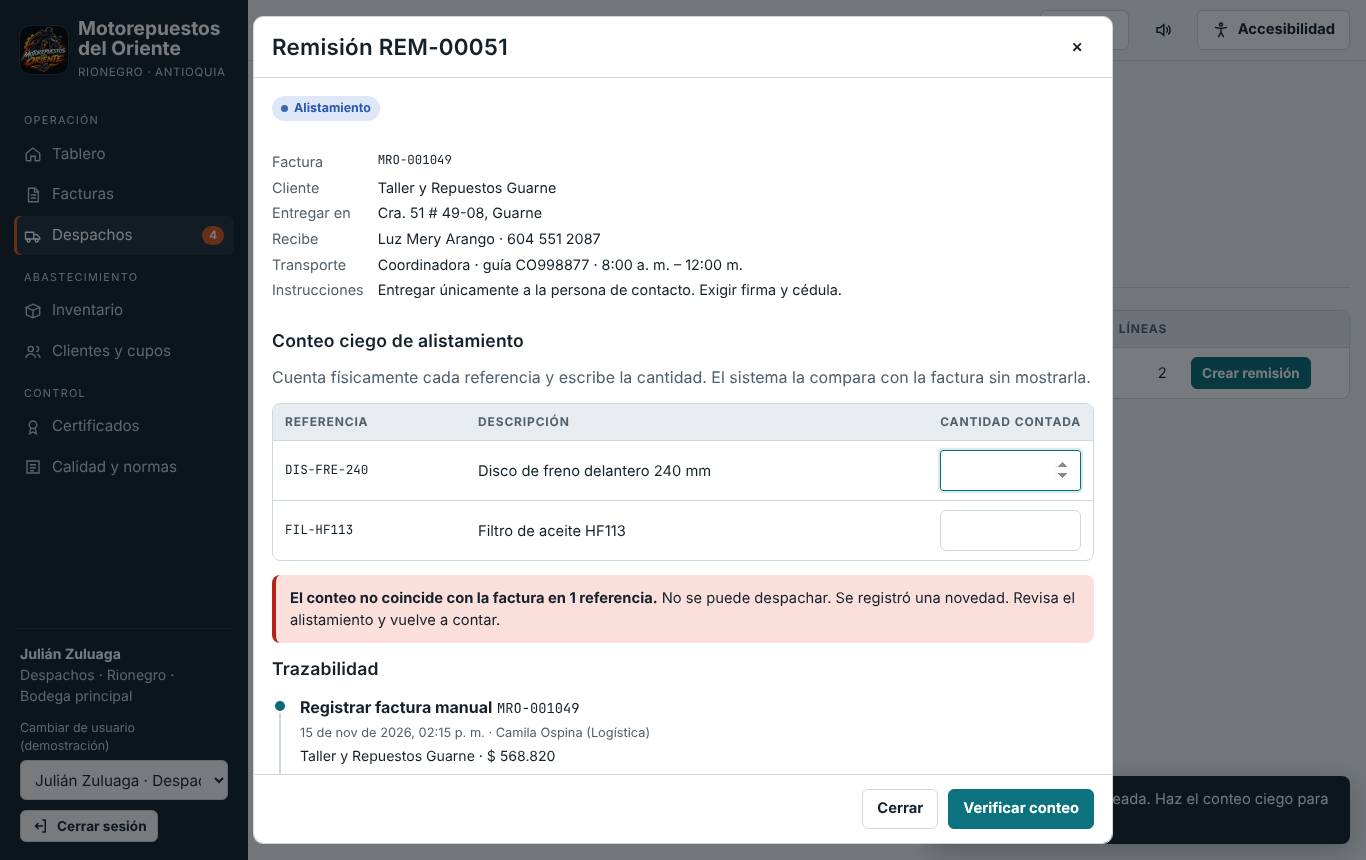 Motorepuestos
del Oriente
RIONEGRO · ANTIOQUIA
OPERACIÓN
Tablero
Facturas
Despachos 4
ABASTECIMIENTO
Inventario
Clientes y cupos
CONTROL
Certificados
Calidad y normas
Julián Zuluaga
Despachos · Rionegro ·
Bodega principal
Cambiar de usuario
(demostración)
Julián Zuluaga · Despac
Cerrar sesión
Accesibilidad
LÍNEAS
2 Crear remisión
Remisión REM-00051
×
Alistamiento
Factura MRO-001049
Cliente Taller y Repuestos Guarne
Entregar en Cra. 51 # 49-08, Guarne
Recibe Luz Mery Arango · 604 551 2087
Transporte Coordinadora · guía CO998877 · 8:00 a. m. – 12:00 m.
Instrucciones Entregar únicamente a la persona de contacto. Exigir firma y cédula.
Conteo ciego de alistamiento
Cuenta físicamente cada referencia y escribe la cantidad. El sistema la compara con la factura sin mostrarla.
REFERENCIA DESCRIPCIÓN CANTIDAD CONTADA
DIS-FRE-240 Disco de freno delantero 240 mm
FIL-HF113 Filtro de aceite HF113
El conteo no coincide con la factura en 1 referencia. No se puede despachar. Se registró una novedad. Revisa el
alistamiento y vuelve a contar.
Trazabilidad
Registrar factura manual MRO-001049
15 de nov de 2026, 02:15 p. m. · Camila Ospina (Logística)
Taller y Repuestos Guarne · $ 568.820
Cerrar Verificar conteo
eada. Haz el conteo ciego para